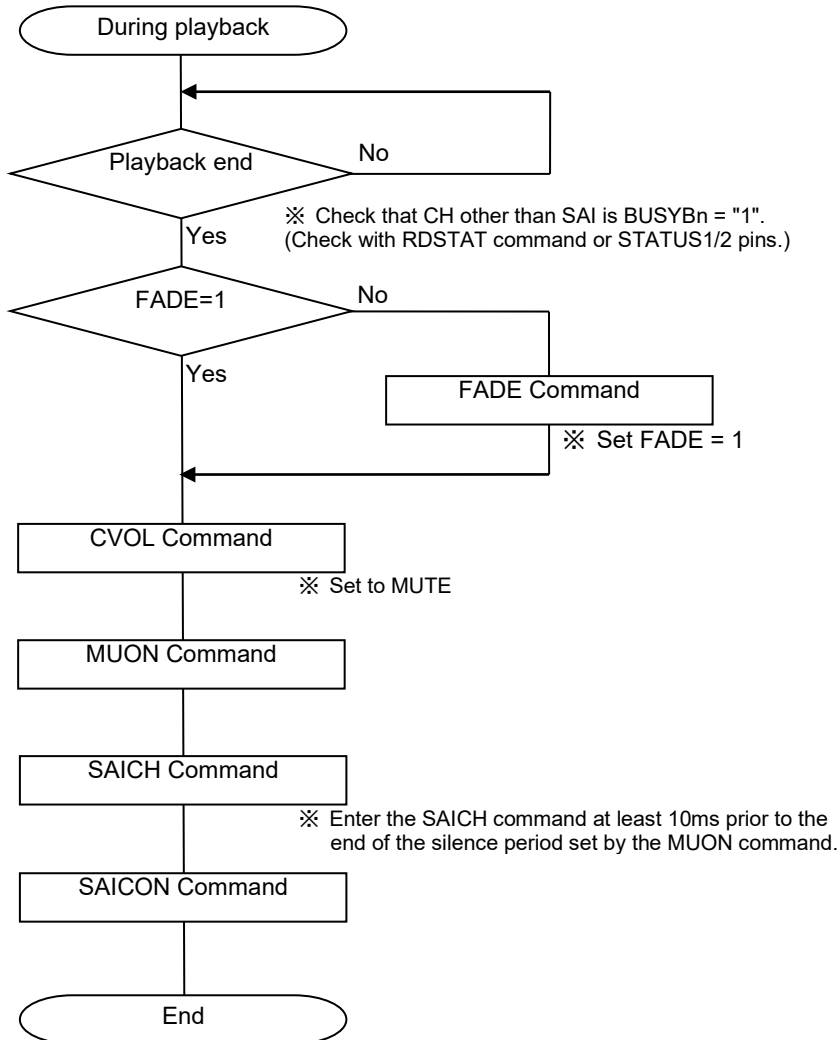 During playback
Playback end
No
※ Check that CH other than SAI is BUSYBn = "1".
(Check with RDSTAT command or STATUS1/2 pins.)
Yes
FADE=1
No
Yes
FADE Command
※ Set FADE = 1
CVOL Command
※ Set to MUTE
MUON Command
SAICH Command
※ Enter the SAICH command at least 10ms prior to the
end of the silence period set by the MUON command.
SAICON Command
End